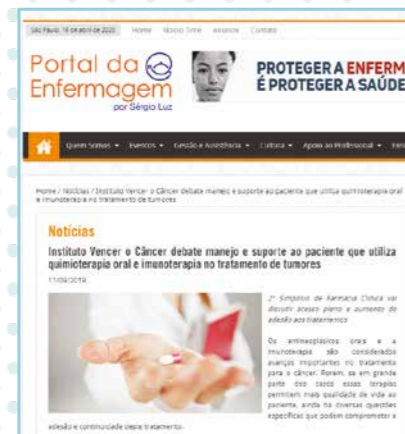 São Paulo, 16 de abril de 2020 Home Nosso Time Anuncie Contato
Portal da
Enfermagem
por Sérgio Luz
PROTEGER A ENFERM
É PROTEGER A SAÚDE
Quem Somos Eventos Gestão e Assistência Cultura Apoio ao Profissional
Home / Notícias / Instituto Vencer o Câncer debate manejo e suporte ao paciente que utiliza quimioterapia oral
e imunoterapia no tratamento de tumores
Notícias
Instituto Vencer o Câncer debate manejo e suporte ao paciente que utiliza
quimioterapia oral e imunoterapia no tratamento de tumores
11/09/2019
2º Simpósio de Farmácia Clínica vai
discutir acesso pleno e aumento de
adesão aos tratamentos
Os antineoplásicos orais e a
imunoterapia são considerados
avanços importantes no tratamento
para o câncer. Porém, se em grande
parte dos casos essas terapias
permitem mais qualidade de vida ao
paciente, ainda há diversas questões
específicas que podem comprometer a
adesão e continuidade deste tratamento.